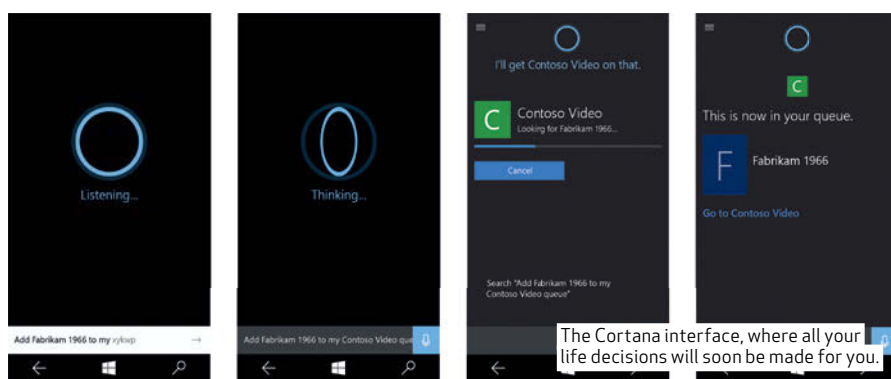 Listening...
Add Fabrikam 1966 to my xykwp
Thinking...
Add Fabrikam 1966 to my Contoso Video que
I'll get Contoso Video on that.
C
Contoso Video
Looking for Fabrikam 1966...
Cancel
Search "Add Fabrikam 1966 to my
Contoso Video queue"
C
This is now in your queue.
F
Fabrikam 1966
Go to Contoso Video
The Cortana interface, where all your
life decisions will soon be made for you.